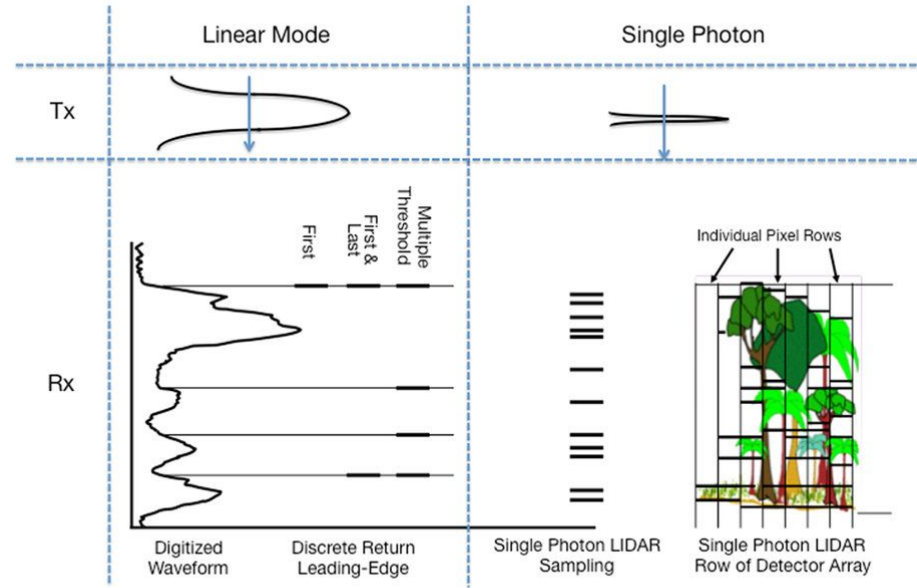 Linear Mode
Single Photon
Tx
Rx
First
First &
Last
Multiple
Threshold
Individual Pixel Rows
Digitized
Waveform
Discrete Return
Leading-Edge
Single Photon LIDAR
Sampling
Single Photon LIDAR
Row of Detector Array